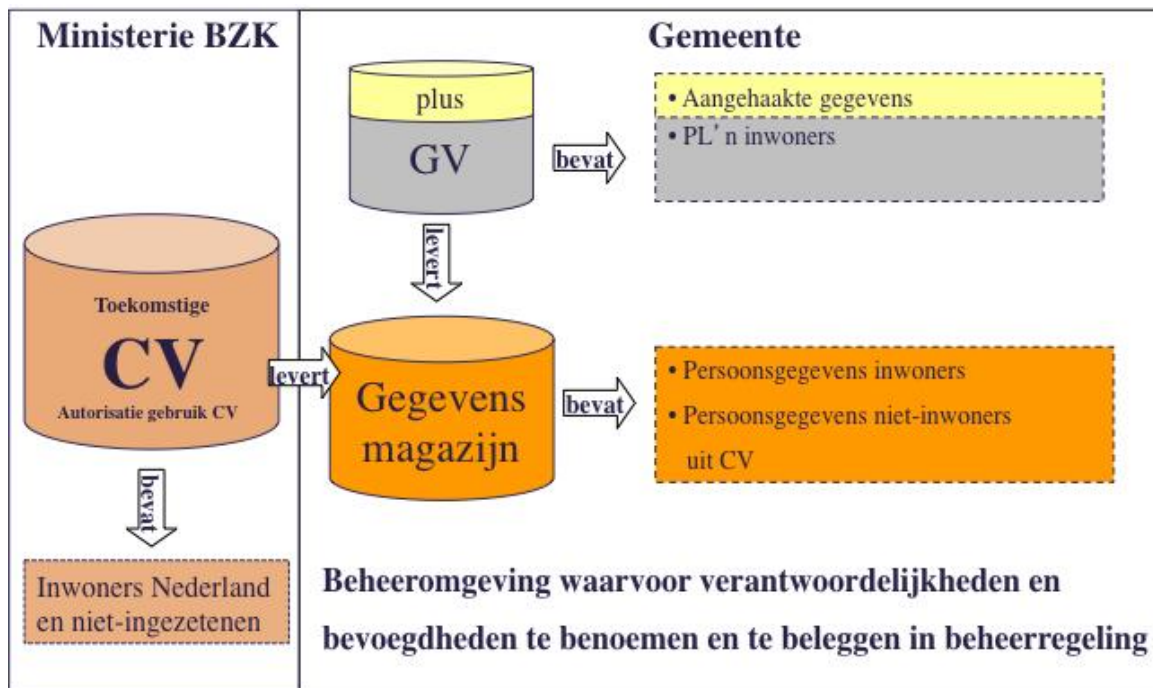 Ministerie BZK
Gemeente
plus
GV
bevat
• Aangehaakte gegevens
• PL'n inwoners
levert
Toekomstige
CV
Autorisatie gebruik CV
levert
Gegevens
magazijn
bevat
• Persoonsgegevens inwoners
• Persoonsgegevens niet-inwoners
uit CV
bevat
Inwoners Nederland
en niet-ingezetenen
Beheeromgeving waarvoor verantwoordelijkheden en
bevoegdheden te benoemen en te beleggen in beheerregeling